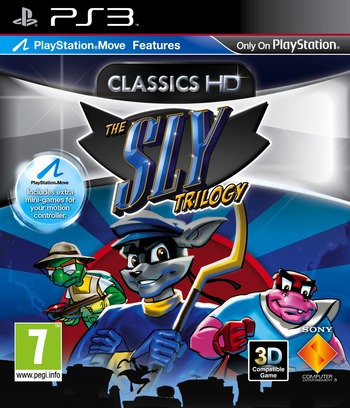 PS3
PlayStation®Move Features
Only On PlayStation®
CLASSICS HD
THE
SLY
TRILOGY
PlayStation®Move
Includes extra
mini-games for
your motion
controller.
7
www.pegi.info
3D
Compatible
Game
SONY
COMPUTER
ENTERTAINMENT®